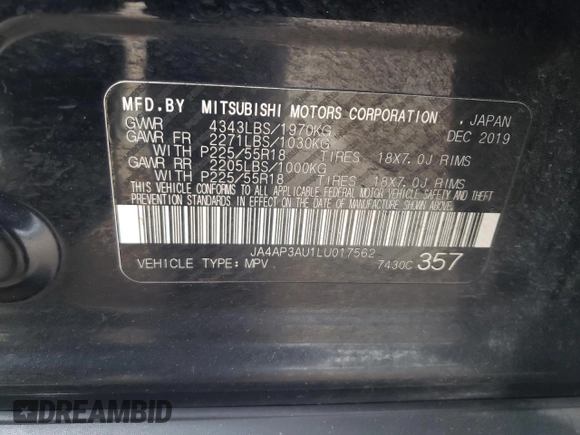 MFD.BY MITSUBISHI MOTORS CORPORATION , JAPAN
GVWR 4343LBS/1970KG DEC 2019
GAWR FR 2271LBS/1030KG
WITH P225/55R18 TIRES 18X7.0J RIMS
GAWR RR 2205LBS/1000KG
WITH P225/55R18 TIRES 18X7.0J RIMS
THIS VEHICLE CONFORMS TO ALL APPLICABLE FEDERAL MOTOR VEHICLE SAFETY AND THEFT
PREVENTION STANDARDS IN EFFECT ON THE DATE OF MANUFACTURE SHOWN ABOVE.
JA4AP3AU1LU017562
VEHICLE TYPE: MPV 7430C 357
DREAMBID